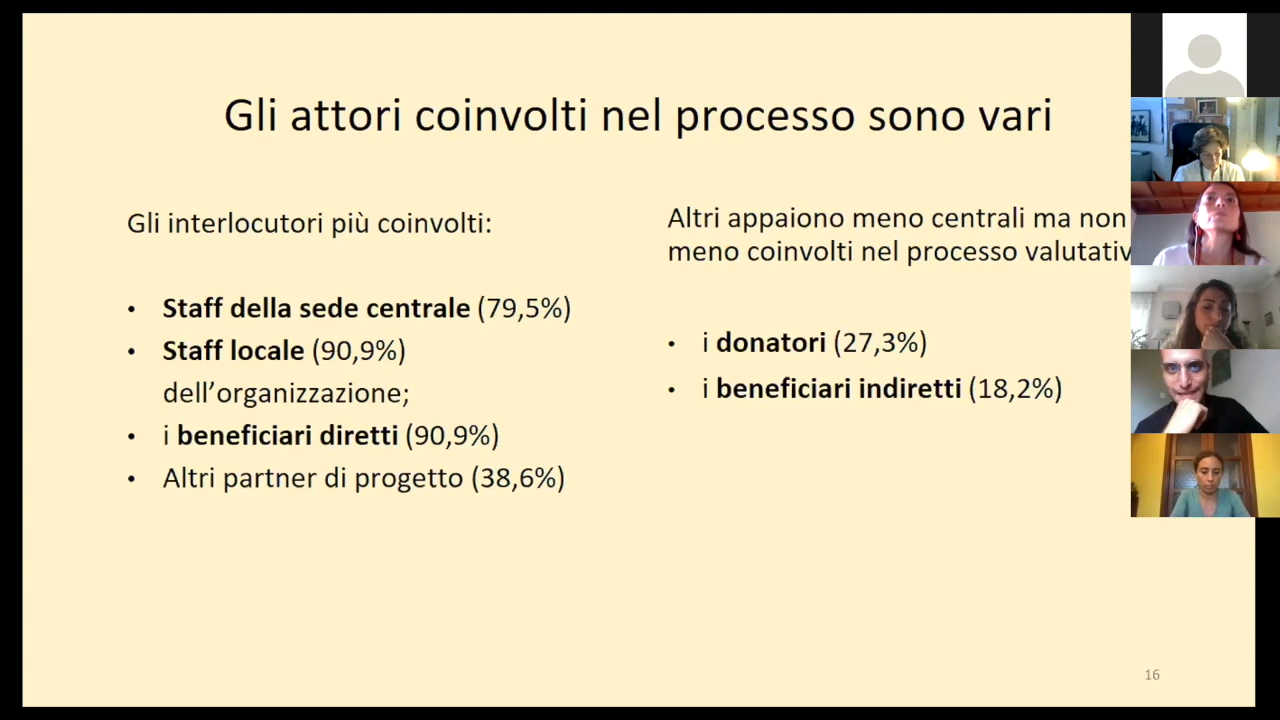 Gli attori coinvolti nel processo sono vari
Gli interlocutori più coinvolti:
• Staff della sede centrale (79,5%)
• Staff locale (90,9%)
dell’organizzazione;
• i beneficiari diretti (90,9%)
• Altri partner di progetto (38,6%)
Altri appaiono meno centrali ma non
meno coinvolti nel processo valutativ
• i donatori (27,3%)
• i beneficiari indiretti (18,2%)
16